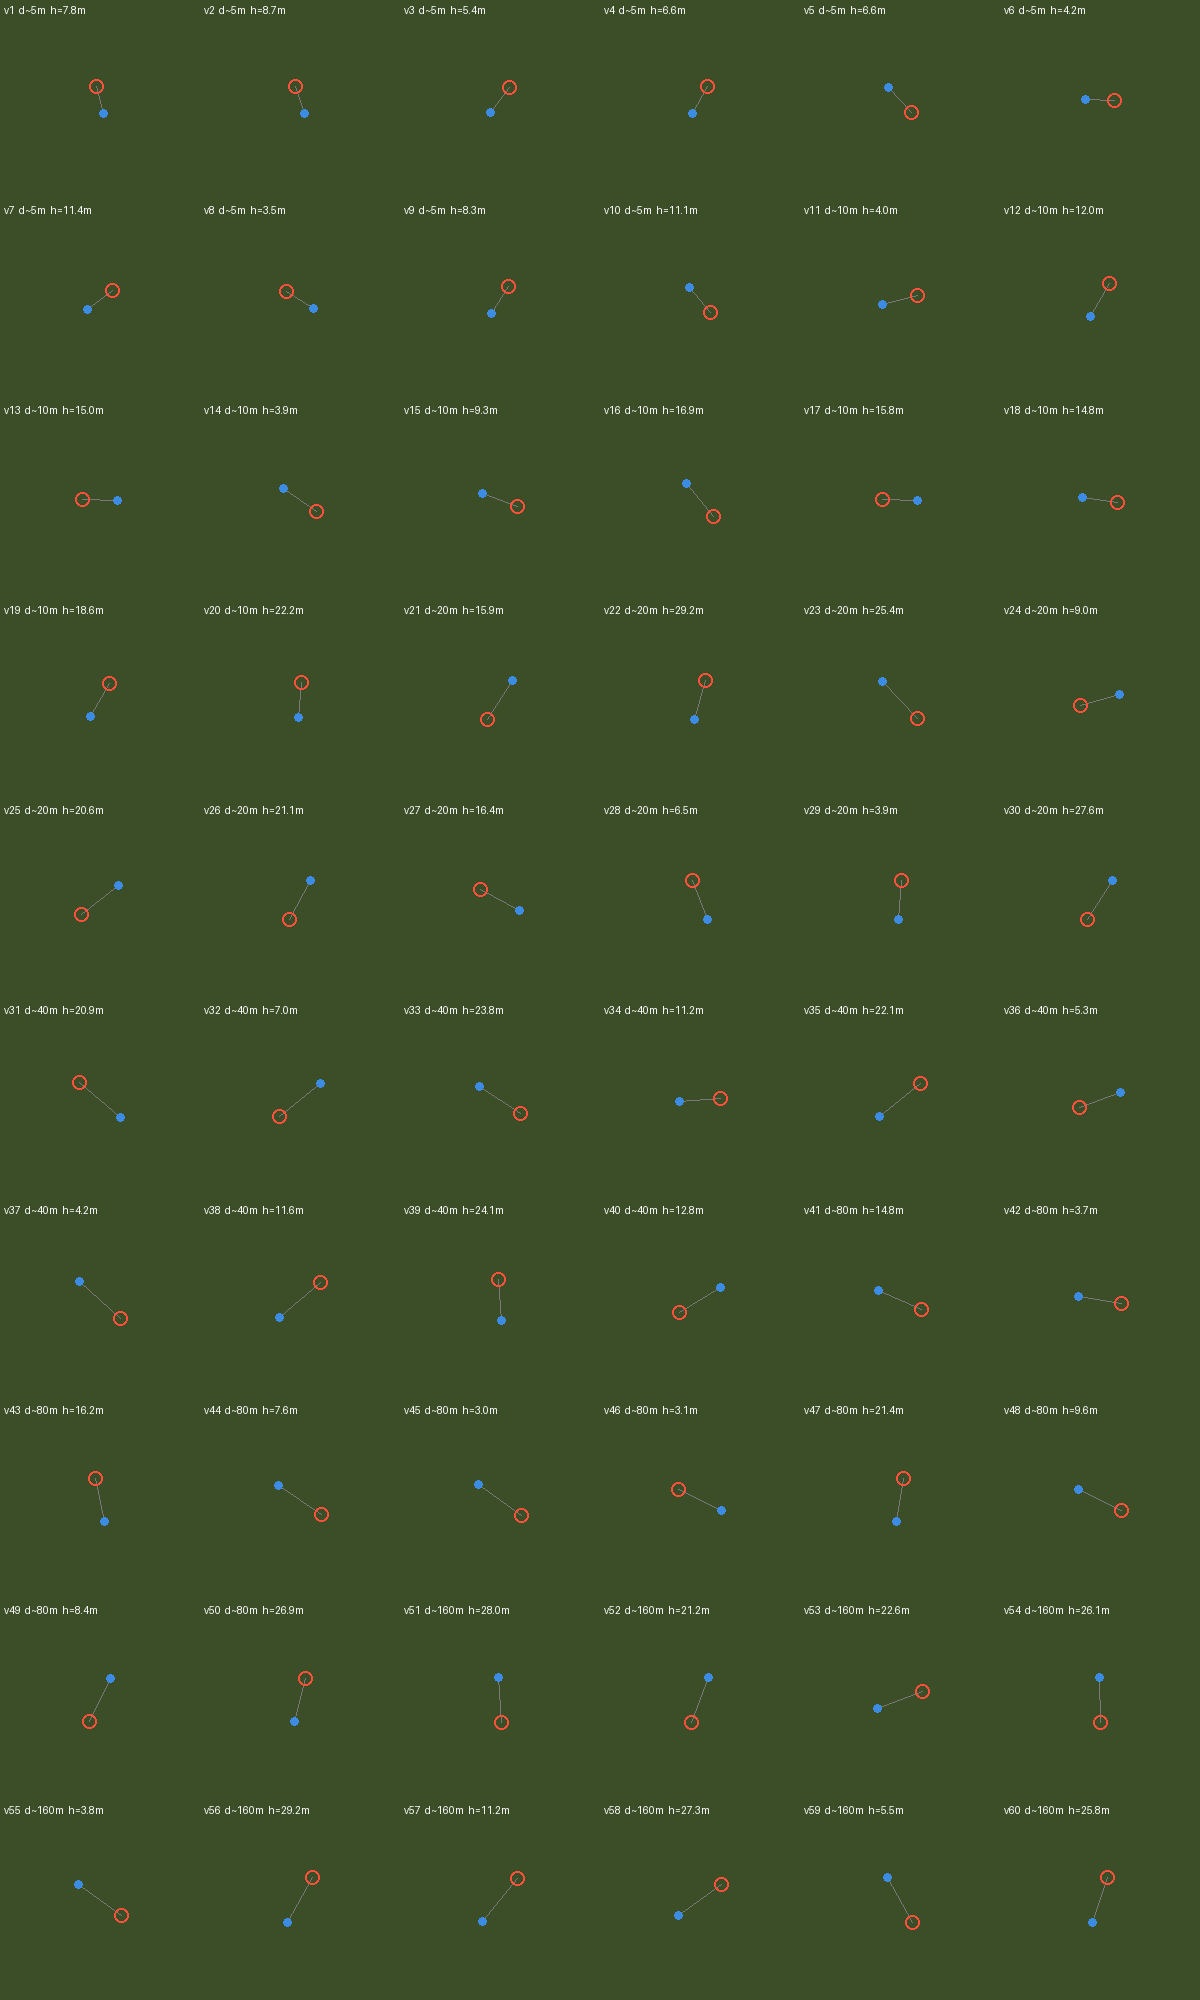 v1 d~5m h=7.8m
v2 d~5m h=8.7m
v3 d~5m h=5.4m
v4 d~5m h=6.6m
v5 d~5m h=6.6m
v6 d~5m h=4.2m
v7 d~5m h=11.4m
v8 d~5m h=3.5m
v9 d~5m h=8.3m
v10 d~5m h=11.1m
v11 d~10m h=4.0m
v12 d~10m h=12.0m
v13 d~10m h=15.0m
v14 d~10m h=3.9m
v15 d~10m h=9.3m
v16 d~10m h=16.9m
v17 d~10m h=15.8m
v18 d~10m h=14.8m
v19 d~10m h=18.6m
v20 d~10m h=22.2m
v21 d~20m h=15.9m
v22 d~20m h=29.2m
v23 d~20m h=25.4m
v24 d~20m h=9.0m
v25 d~20m h=20.6m
v26 d~20m h=21.1m
v27 d~20m h=16.4m
v28 d~20m h=6.5m
v29 d~20m h=3.9m
v30 d~20m h=27.6m
v31 d~40m h=20.9m
v32 d~40m h=7.0m
v33 d~40m h=23.8m
v34 d~40m h=11.2m
v35 d~40m h=22.1m
v36 d~40m h=5.3m
v37 d~40m h=4.2m
v38 d~40m h=11.6m
v39 d~40m h=24.1m
v40 d~40m h=12.8m
v41 d~80m h=14.8m
v42 d~80m h=3.7m
v43 d~80m h=16.2m
v44 d~80m h=7.6m
v45 d~80m h=3.0m
v46 d~80m h=3.1m
v47 d~80m h=21.4m
v48 d~80m h=9.6m
v49 d~80m h=8.4m
v50 d~80m h=26.9m
v51 d~160m h=28.0m
v52 d~160m h=21.2m
v53 d~160m h=22.6m
v54 d~160m h=26.1m
v55 d~160m h=3.8m
v56 d~160m h=29.2m
v57 d~160m h=11.2m
v58 d~160m h=27.3m
v59 d~160m h=5.5m
v60 d~160m h=25.8m